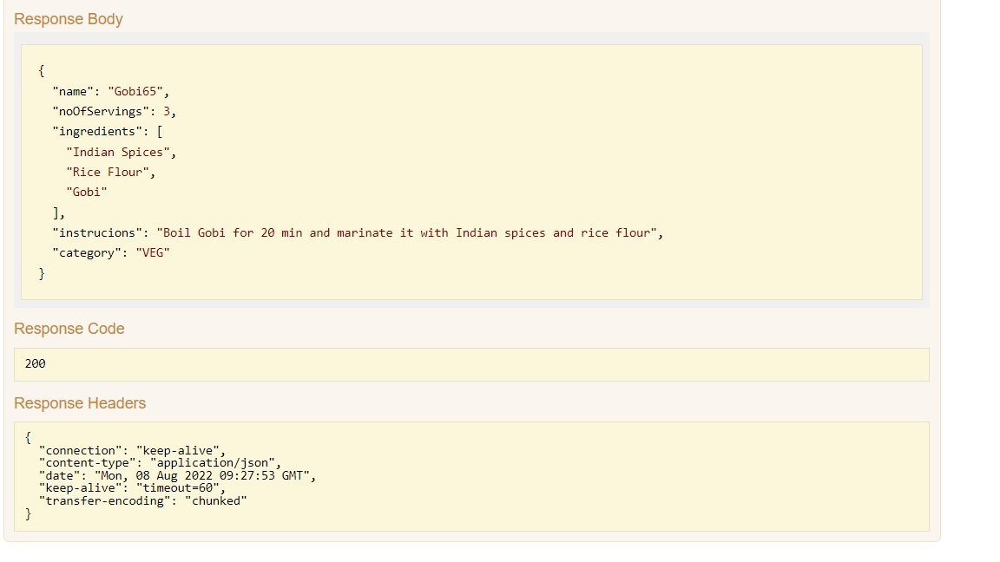 Response Body
{
"name": "Gobi65",
"noOfServings": 3,
"ingredients": [
"Indian Spices",
"Rice Flour",
"Gobi"
],
"instrucions": "Boil Gobi for 20 min and marinate it with Indian spices and rice flour",
"category": "VEG"
}
Response Code
200
Response Headers
{
"connection": "keep-alive",
"content-type": "application/json",
"date": "Mon, 08 Aug 2022 09:27:53 GMT",
"keep-alive": "timeout=60",
"transfer-encoding": "chunked"
}